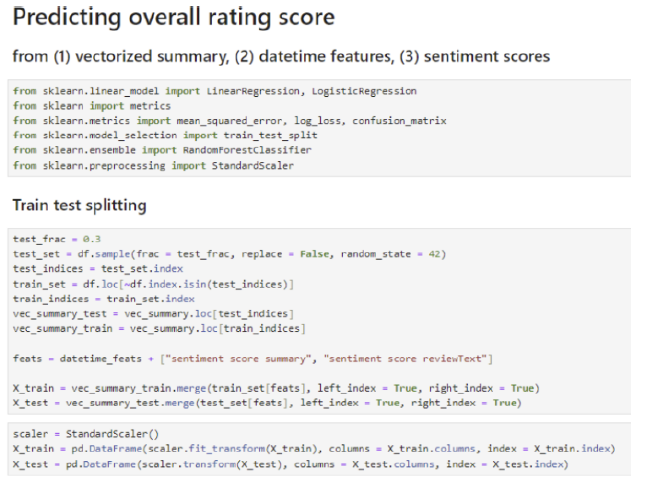 Predicting overall rating score
from (1) vectorized summary, (2) datetime features, (3) sentiment scores
from sklearn.linear_model import LinearRegression, LogisticRegression
from sklearn import metrics
from sklearn.metrics import mean_squared_error, log_loss, confusion_matrix
from sklearn.model_selection import train_test_split
from sklearn.ensemble import RandomForestClassifier
from sklearn.preprocessing import StandardScaler
Train test splitting
test_frac = 0.3
test_set = df.sample(frac = test_frac, replace = False, random_state = 42)
test_indices = test_set.index
train_set = df.loc[~df.index.isin(test_indices)]
train_indices = train_set.index
vec_summary_test = vec_summary.loc[test_indices]
vec_summary_train = vec_summary.loc[train_indices]
feats = datetime_feats + ["sentiment score summary", "sentiment score reviewText"]
X_train = vec_summary_train.merge(train_set[feats], left_index = True, right_index = True)
X_test = vec_summary_test.merge(test_set[feats], left_index = True, right_index = True)
scaler = StandardScaler()
X_train = pd.DataFrame(scaler.fit_transform(X_train), columns = X_train.columns, index = X_train.index)
X_test = pd.DataFrame(scaler.transform(X_test), columns = X_test.columns, index = X_test.index)